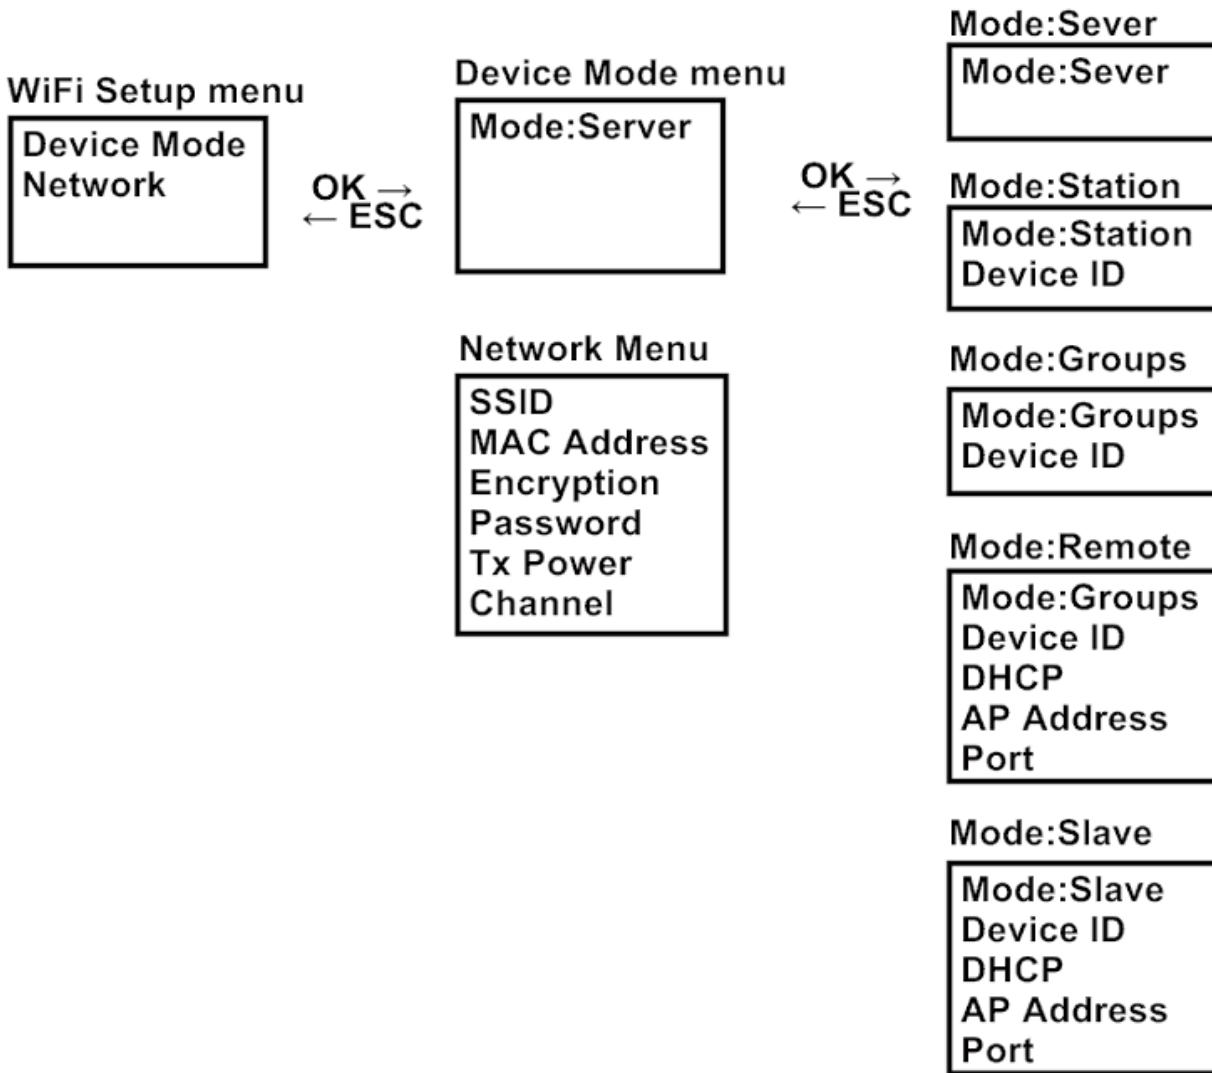 WiFi Setup menu
Device Mode
Network
OK →
← ESC
Device Mode menu
Mode:Server
Network Menu
SSID
MAC Address
Encryption
Password
Tx Power
Channel
OK →
← ESC
Mode:Sever
Mode:Sever
Mode:Station
Mode:Station
Device ID
Mode:Groups
Mode:Groups
Device ID
Mode:Remote
Mode:Groups
Device ID
DHCP
AP Address
Port
Mode:Slave
Mode:Slave
Device ID
DHCP
AP Address
Port